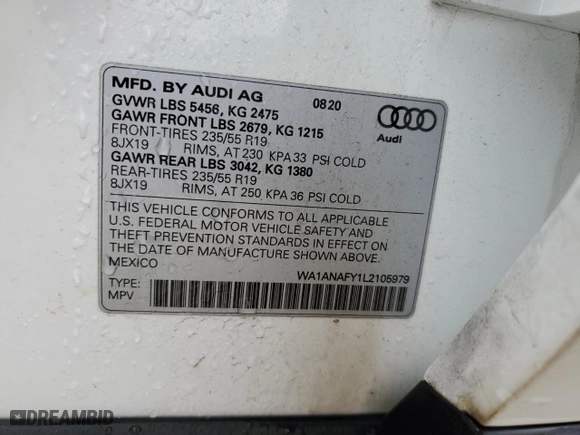 MFD. BY AUDI AG 0820
GVWR LBS 5456, KG 2475
GAWR FRONT LBS 2679, KG 1215
FRONT-TIRES 235/55 R19
8JX19 RIMS, AT 230 KPA 33 PSI COLD
GAWR REAR LBS 3042, KG 1380
REAR-TIRES 235/55 R19
8JX19 RIMS, AT 250 KPA 36 PSI COLD
Audi
THIS VEHICLE CONFORMS TO ALL APPLICABLE
U.S. FEDERAL MOTOR VEHICLE SAFETY AND
THEFT PREVENTION STANDARDS IN EFFECT ON
THE DATE OF MANUFACTURE SHOWN ABOVE.
MEXICO WA1ANAFY1L2105979
TYPE:
MPV
DREAMBID